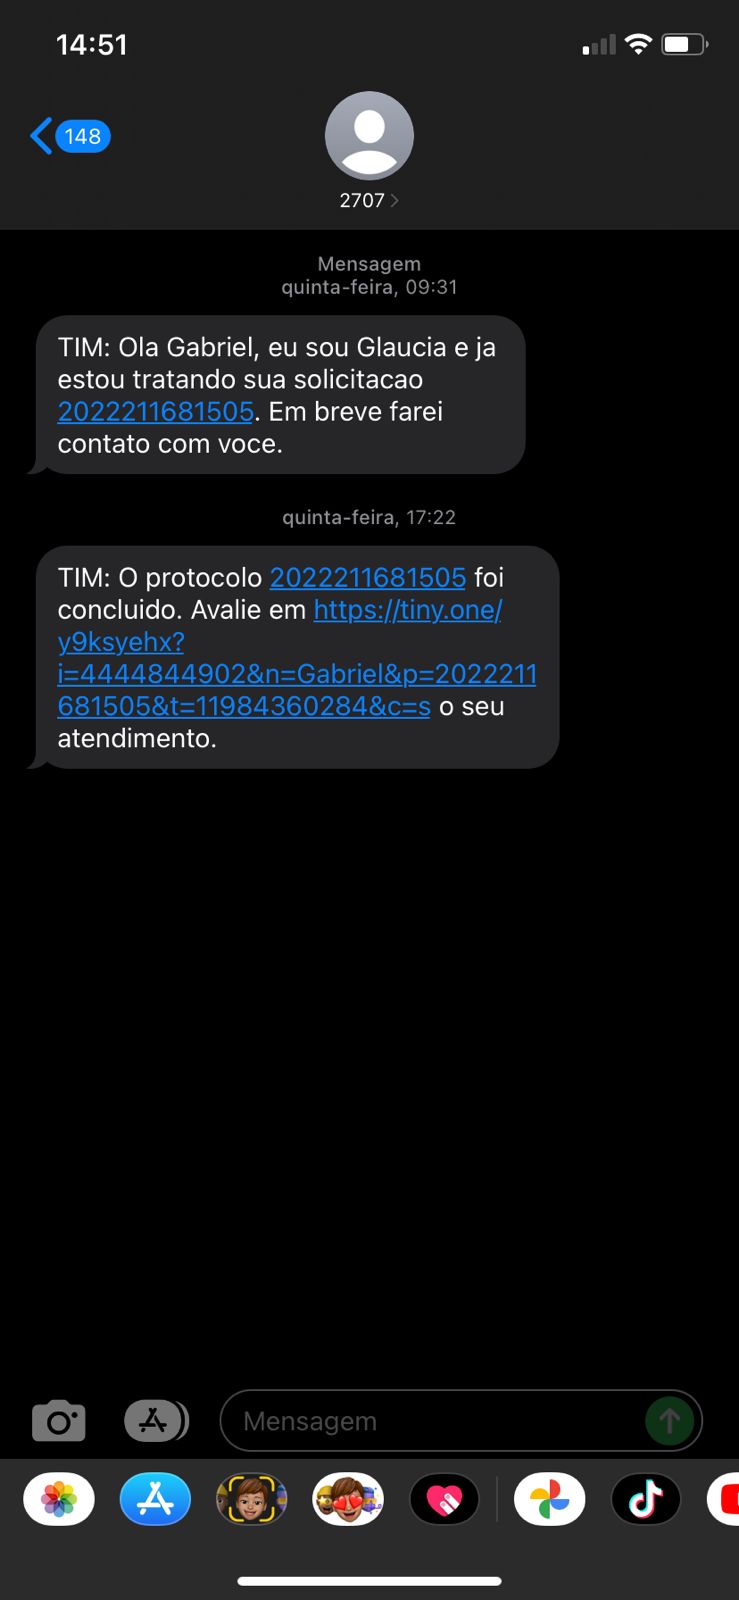 14:51
148
2707
Mensagem
quinta-feira, 09:31
TIM: Ola Gabriel, eu sou Glaucia e ja
estou tratando sua solicitacao
2022211681505. Em breve farei
contato com voce.
quinta-feira, 17:22
TIM: O protocolo 2022211681505 foi
concluido. Avalie em https://tiny.one/
y9ksyehx?
i=4444844902&n=Gabriel&p=2022211
681505&t=11984360284&c=s o seu
atendimento.
Mensagem